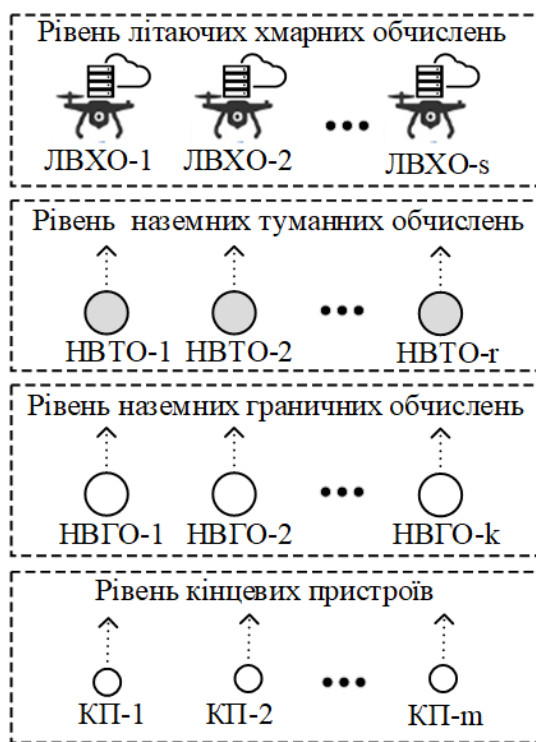 Рівень літаючих хмарних обчислень
ЛВХО-1 ЛВХО-2 ЛВХО-s
Рівень наземних туманних обчислень
НВТО-1 НВТО-2 НВТО-r
Рівень наземних граничних обчислень
НВГО-1 НВГО-2 НВГО-k
Рівень кінцевих пристроїв
КП-1 КП-2 КП-m